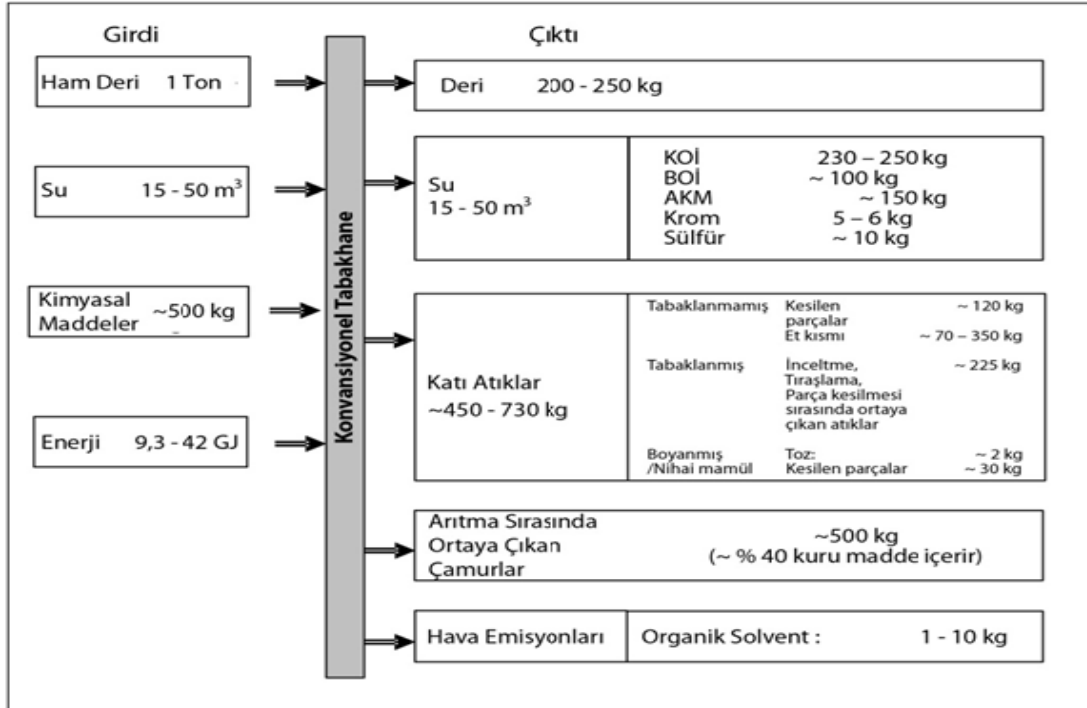 Girdi
Çıktı
Konvansiyonel Tabakhane
Ham Deri 1 Ton
Su 15 - 50 m³
Kimyasal
Maddeler ~500 kg
Enerji 9,3 - 42 GJ
Deri 200 - 250 kg
Su
15 - 50 m³
KOİ 230 – 250 kg
BOİ ~ 100 kg
AKM ~ 150 kg
Krom 5 – 6 kg
Sülfür ~ 10 kg
Katı Atıklar
~450 - 730 kg
Tabaklanmamış Kesilen ~ 120 kg
parçalar
Et kısmı ~ 70 – 350 kg
Tabaklanmış İnceltme, ~ 225 kg
Tıraşlama,
Parça kesilmesi
sırasında ortaya
çıkan atıklar
Boyanmış Toz: ~ 2 kg
/Nihai mamül Kesilen parçalar ~ 30 kg
Arıtma Sırasında
Ortaya Çıkan
Çamurlar
~500 kg
(~ % 40 kuru madde içerir)
Hava Emisyonları
Organik Solvent : 1 - 10 kg